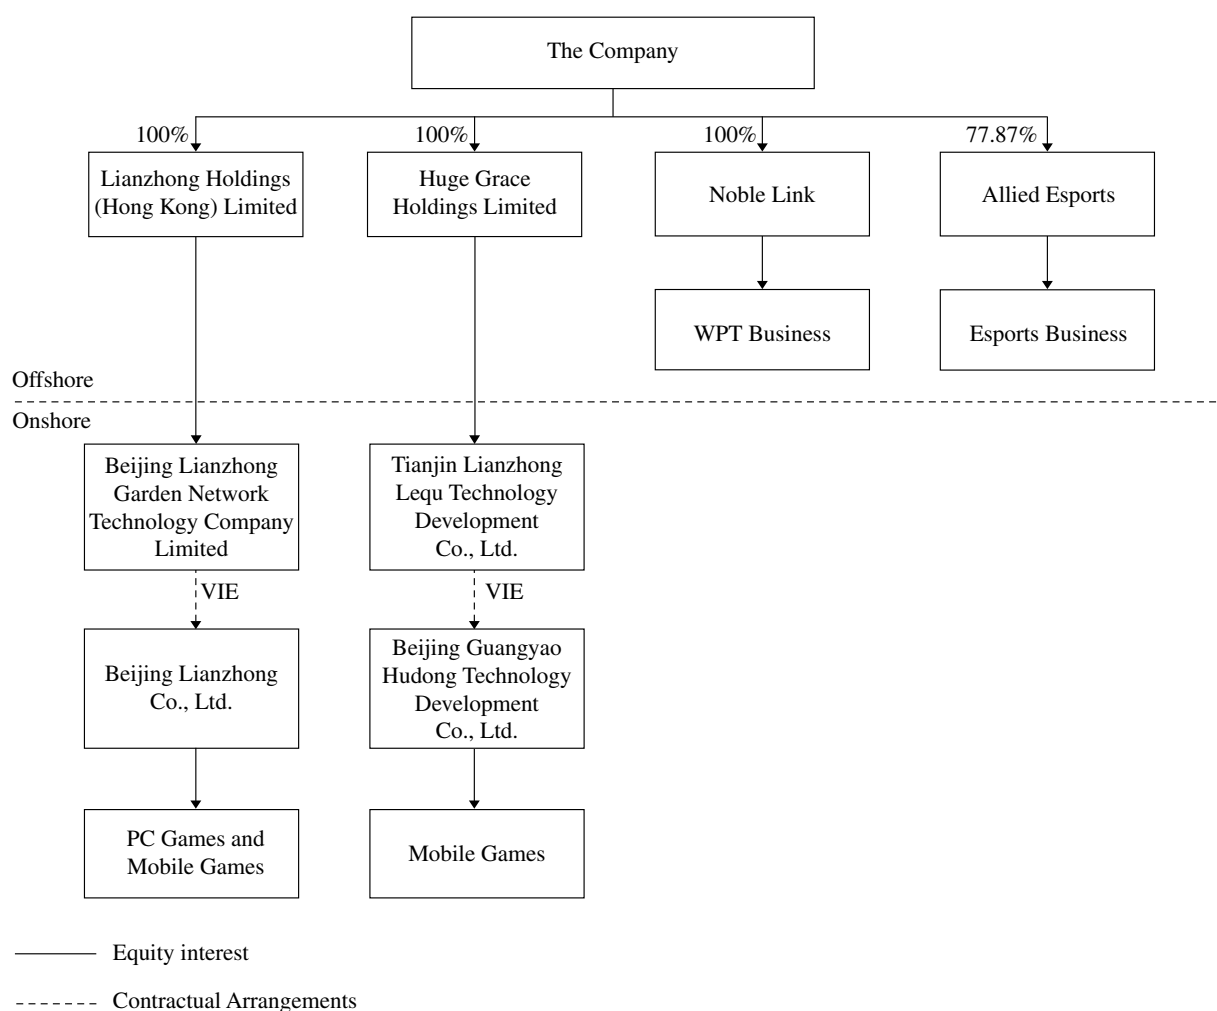 The Company
100%
100%
100%
77.87%
Lianzhong Holdings
(Hong Kong) Limited
Huge Grace
Holdings Limited
Noble Link
Allied Esports
WPT Business
Esports Business
Offshore
Onshore
Beijing Lianzhong
Garden Network
Technology Company
Limited
Tianjin Lianzhong
Lequ Technology
Development
Co., Ltd.
VIE
VIE
Beijing Lianzhong
Co., Ltd.
Beijing Guangyao
Hudong Technology
Development
Co., Ltd.
PC Games and
Mobile Games
Mobile Games
Equity interest
Contractual Arrangements